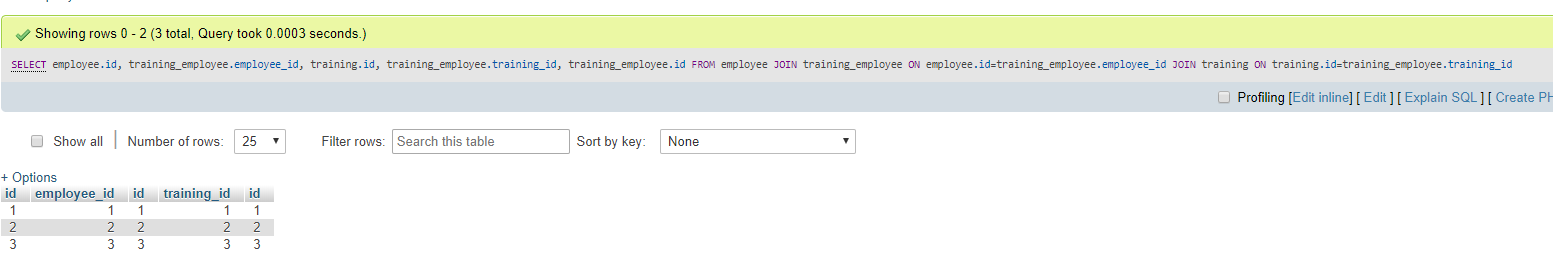 Showing rows 0 - 2 (3 total, Query took 0.0003 seconds.)
SELECT employee.id, training_employee.employee_id, training.id, training_employee.training_id, training_employee.id FROM employee JOIN training_employee ON employee.id=training_employee.employee_id JOIN training ON training.id=training_employee.training_id
Profiling [Edit inline] [ Edit ] [ Explain SQL ] [ Create PH
Show all | Number of rows: 25 Filter rows: Search this table Sort by key: None
+ Options
id employee_id id training_id id
1 1 1 1 1
2 2 2 2 2
3 3 3 3 3